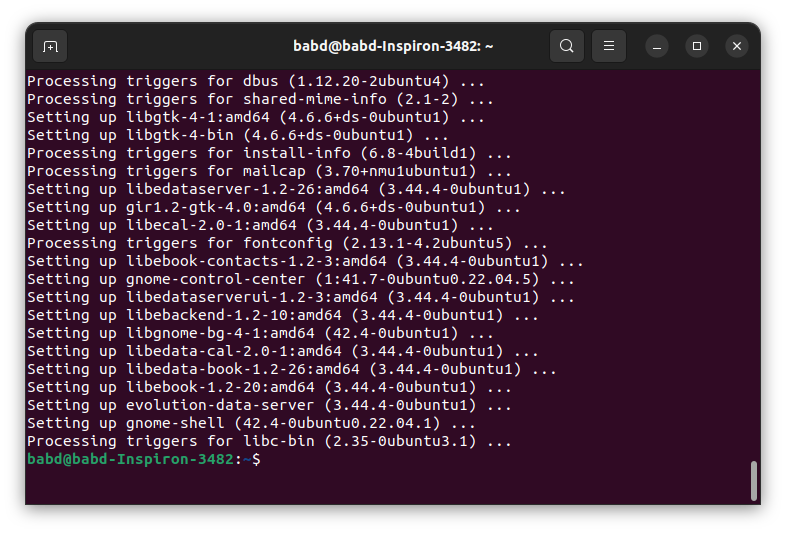 babd@babd-Inspiron-3482: ~
Processing triggers for dbus (1.12.20-2ubuntu4) ...
Processing triggers for shared-mime-info (2.1-2) ...
Setting up libgtk-4-1:amd64 (4.6.6+ds-0ubuntu1) ...
Setting up libgtk-4-bin (4.6.6+ds-0ubuntu1) ...
Processing triggers for install-info (6.8-4build1) ...
Processing triggers for mailcap (3.70+nmu1ubuntu1) ...
Setting up libedataserver-1.2-26:amd64 (3.44.4-0ubuntu1) ...
Setting up gir1.2-gtk-4.0:amd64 (4.6.6+ds-0ubuntu1) ...
Setting up libecal-2.0-1:amd64 (3.44.4-0ubuntu1) ...
Processing triggers for fontconfig (2.13.1-4.2ubuntu5) ...
Setting up libebook-contacts-1.2-3:amd64 (3.44.4-0ubuntu1) ...
Setting up gnome-control-center (1:41.7-0ubuntu0.22.04.5) ...
Setting up libedataserverui-1.2-3:amd64 (3.44.4-0ubuntu1) ...
Setting up libebackend-1.2-10:amd64 (3.44.4-0ubuntu1) ...
Setting up libgnome-bg-4-1:amd64 (42.4-0ubuntu1) ...
Setting up libedata-cal-2.0-1:amd64 (3.44.4-0ubuntu1) ...
Setting up libedata-book-1.2-26:amd64 (3.44.4-0ubuntu1) ...
Setting up libebook-1.2-20:amd64 (3.44.4-0ubuntu1) ...
Setting up evolution-data-server (3.44.4-0ubuntu1) ...
Setting up gnome-shell (42.4-0ubuntu0.22.04.1) ...
Processing triggers for libc-bin (2.35-0ubuntu3.1) ...
babd@babd-Inspiron-3482:~$